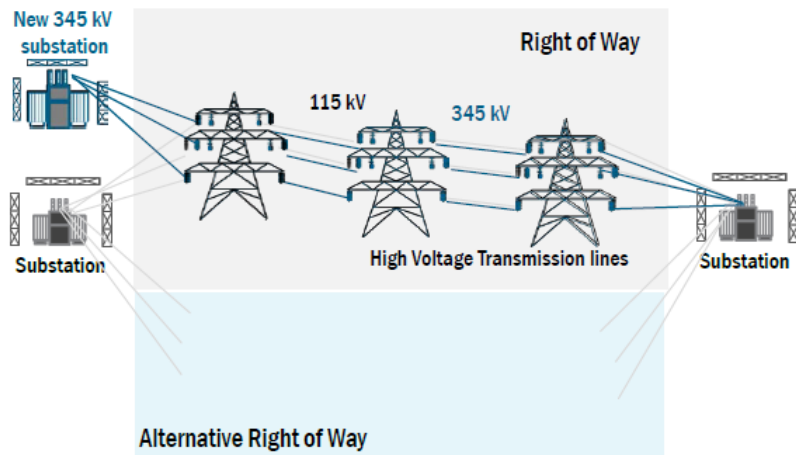 New 345 kV
substation
Right of Way
115 kV
345 kV
Substation
High Voltage Transmission lines
Substation
Alternative Right of Way